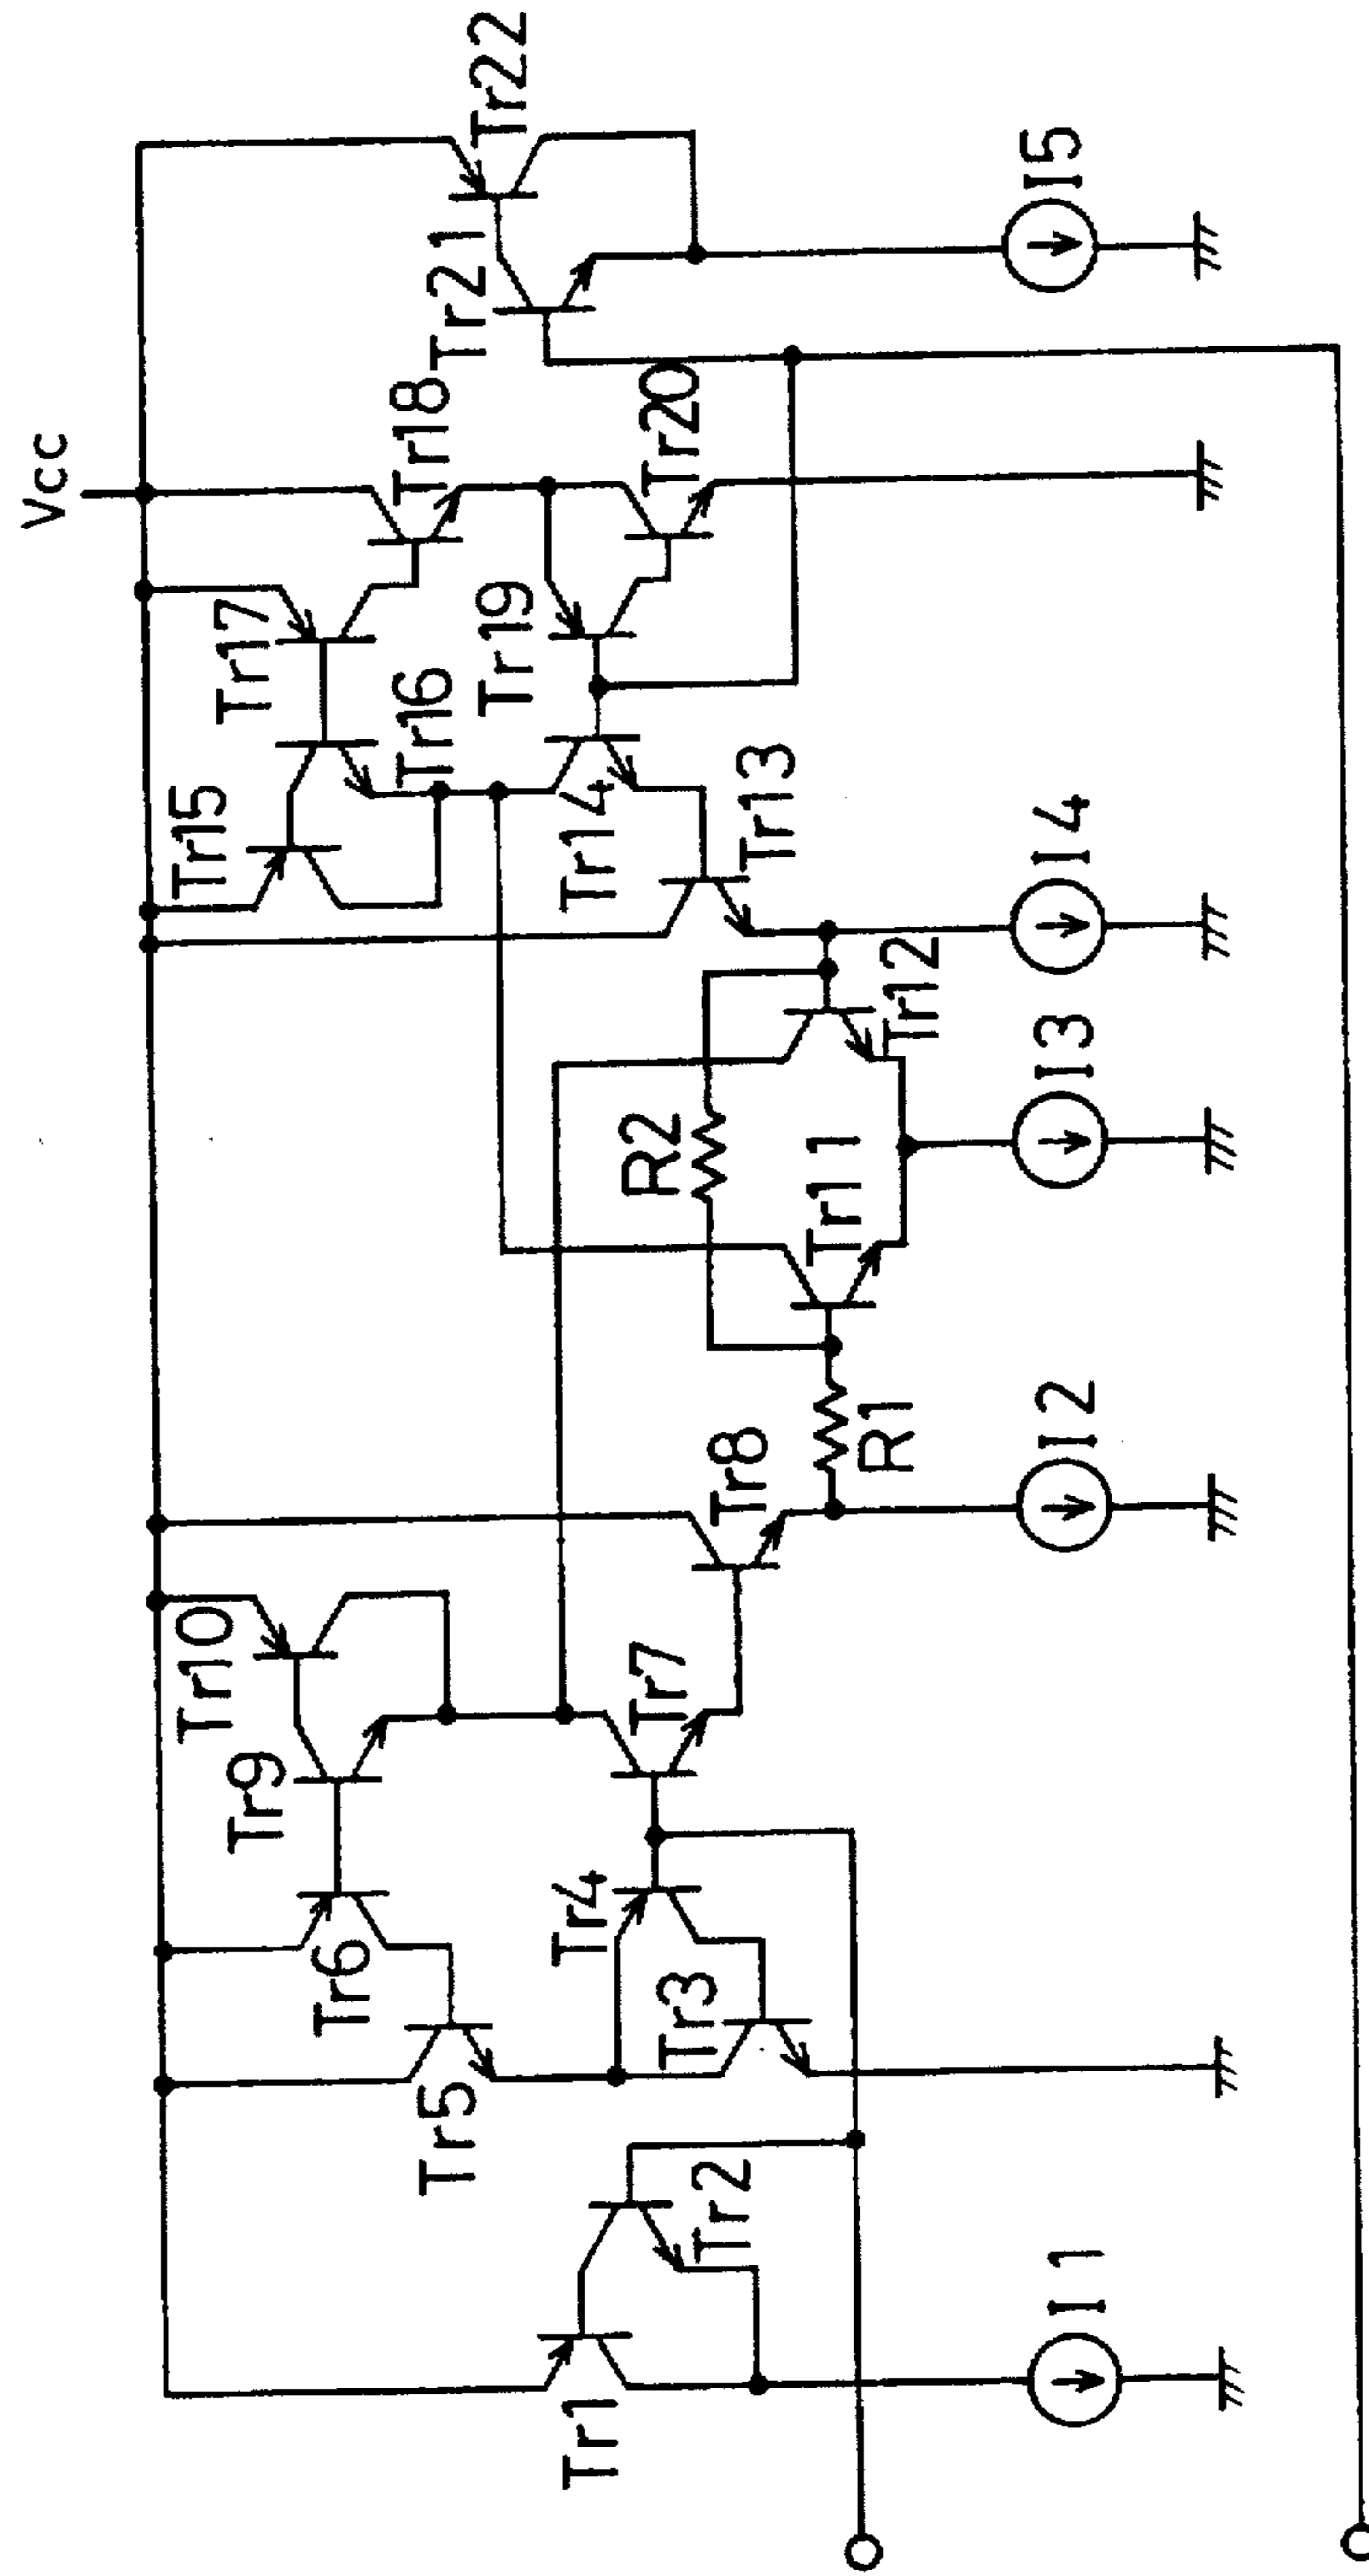 Vcc
Tr1
Tr2
Tr3
Tr4
Tr5
Tr6
Tr7
Tr8
Tr9
Tr10
Tr11
Tr12
Tr13
Tr14
Tr15
Tr16
Tr17
Tr18
Tr19
Tr20
Tr21
Tr22
R1
R2
I1
I2
I3
I4
I5